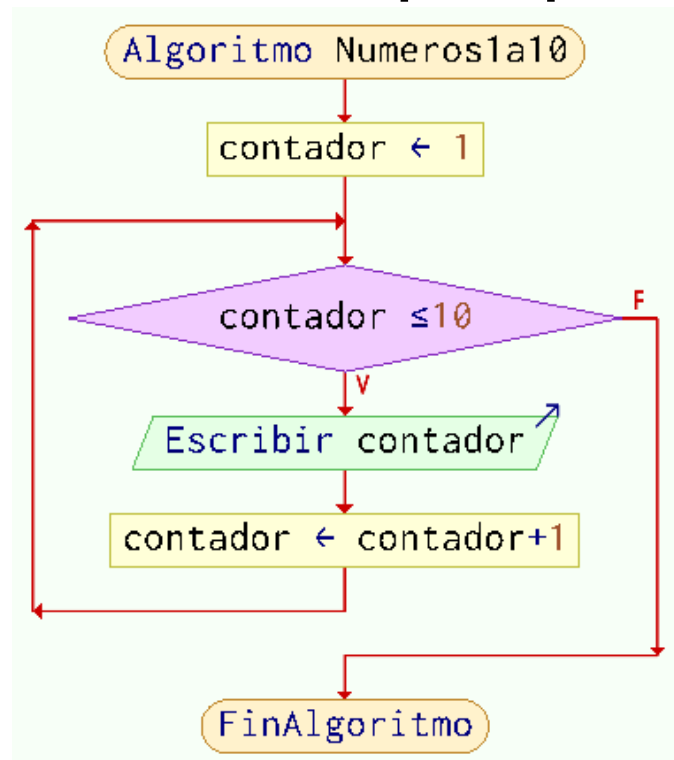 Algoritmo Numeros1a10
contador ← 1
contador ≤10
F
V
Escribir contador
contador ← contador+1
FinAlgoritmo